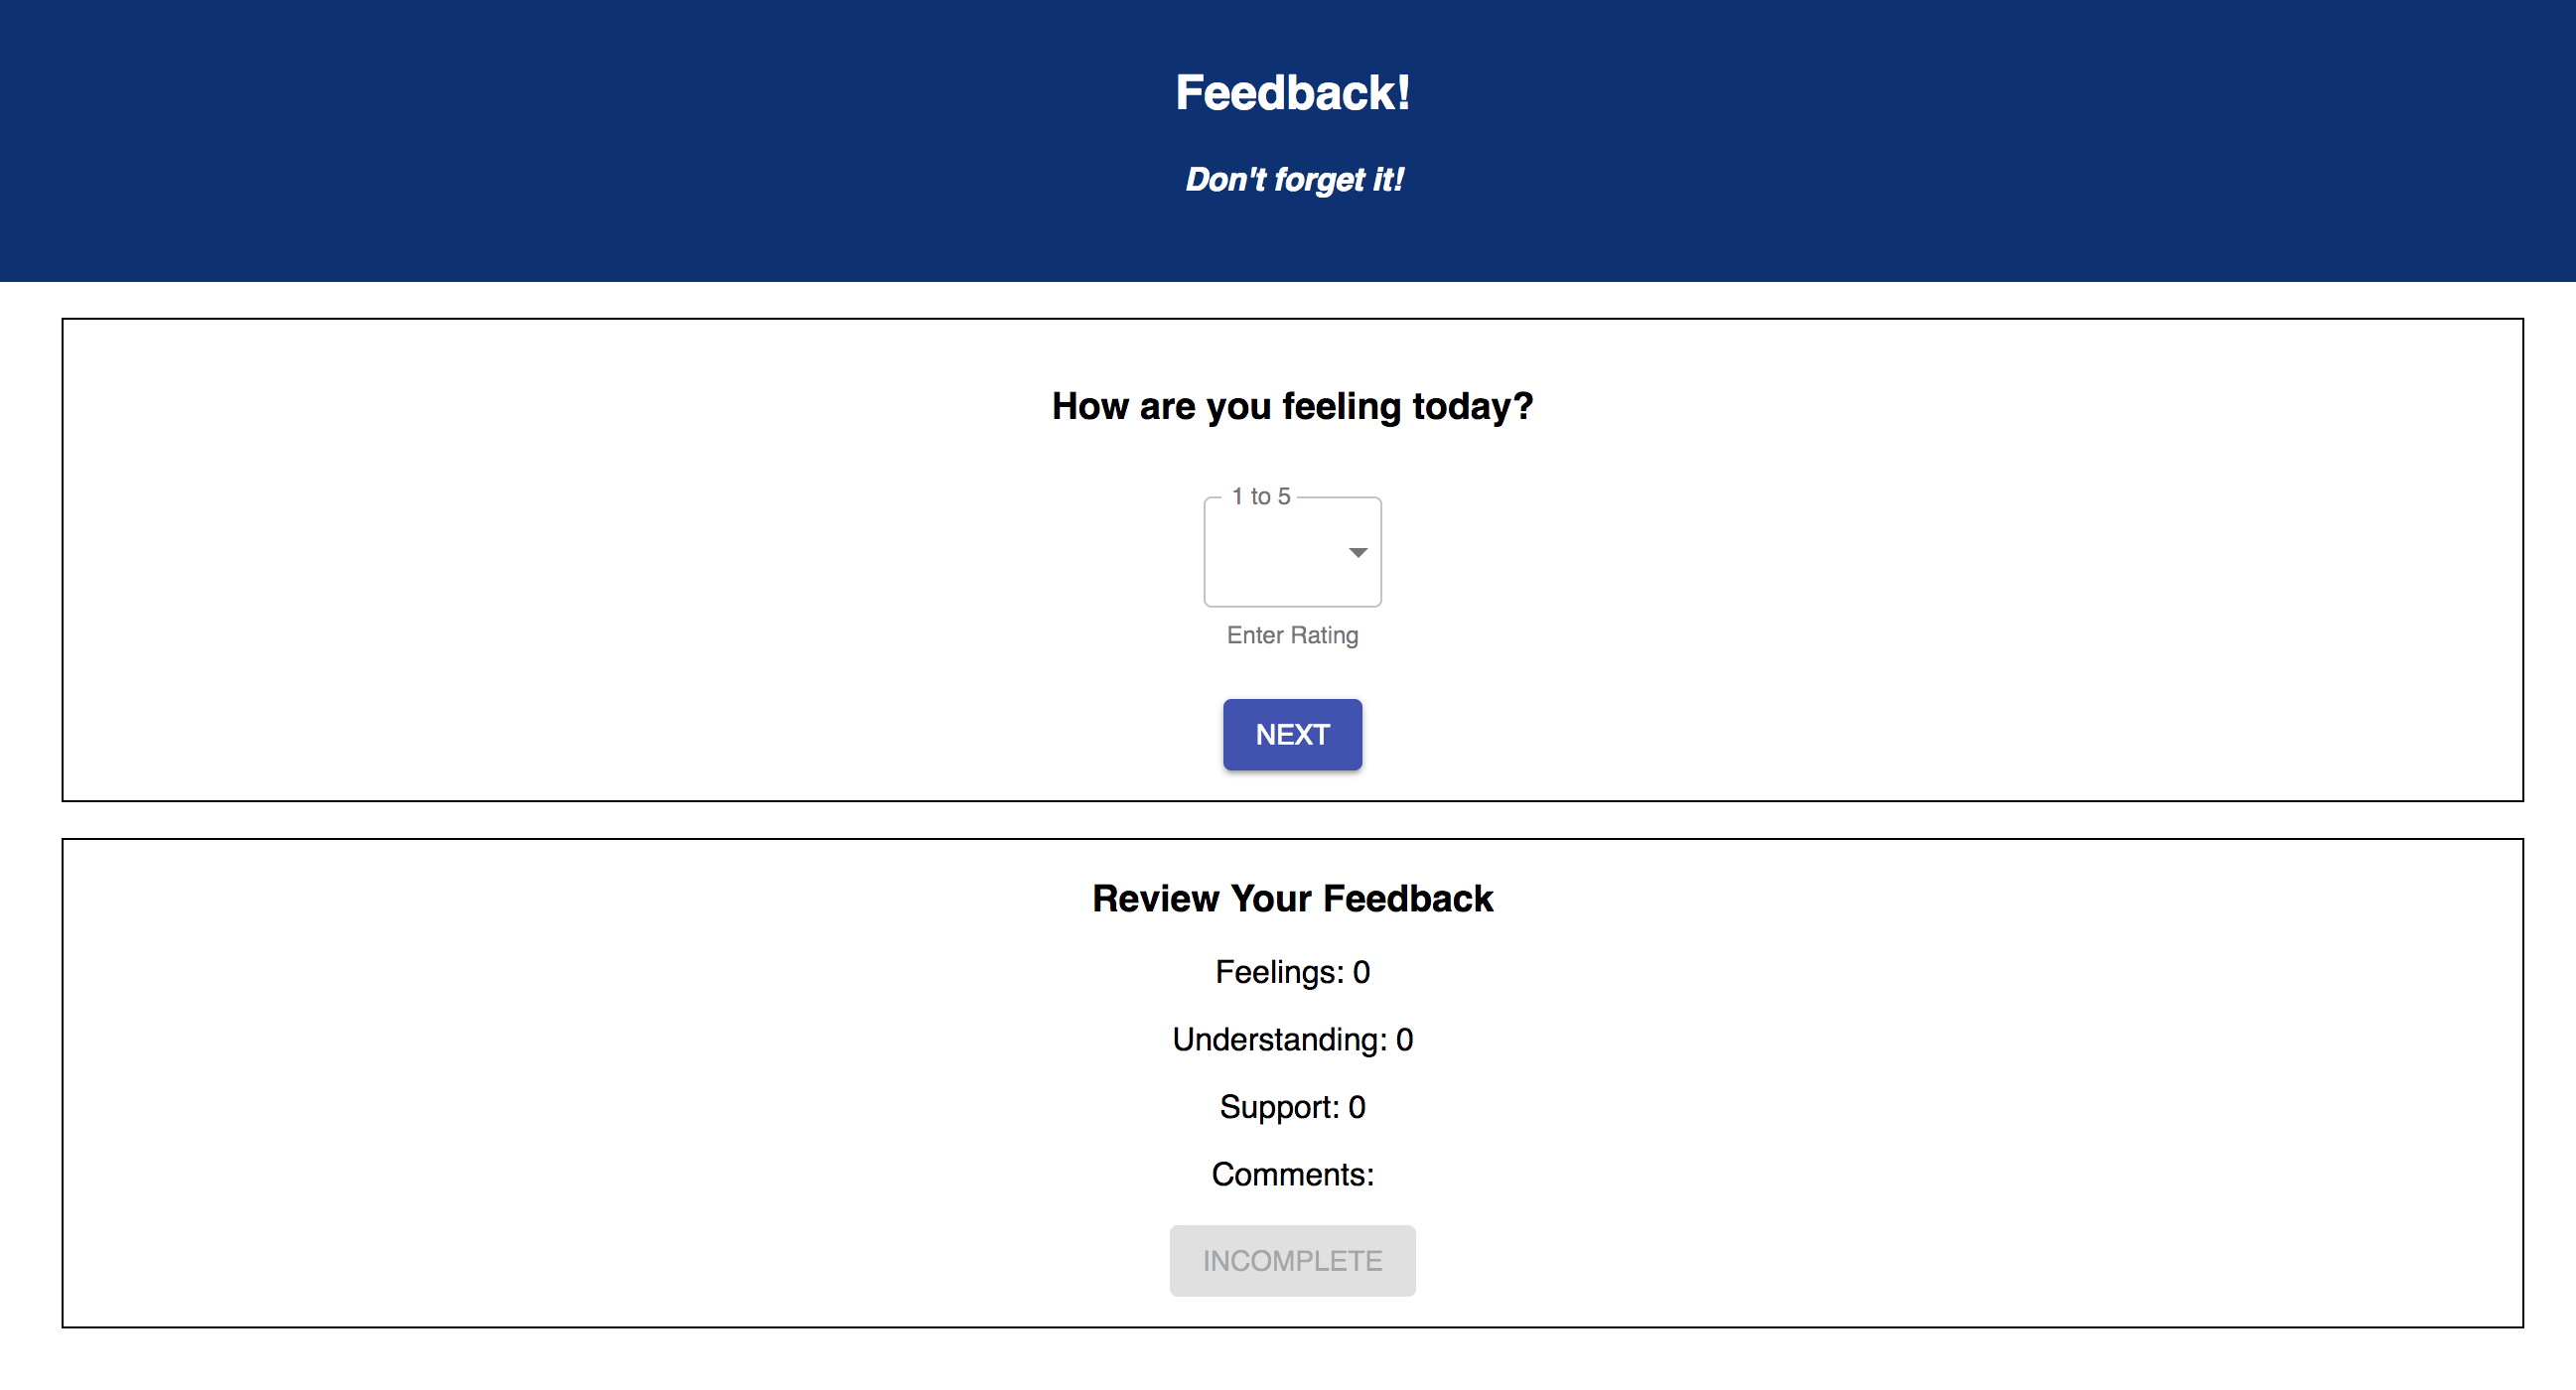 Feedback!
Don't forget it!
How are you feeling today?
1 to 5
Enter Rating
NEXT
Review Your Feedback
Feelings: 0
Understanding: 0
Support: 0
Comments:
INCOMPLETE